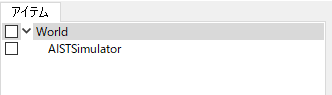 アイテム
World
AISTSimulator